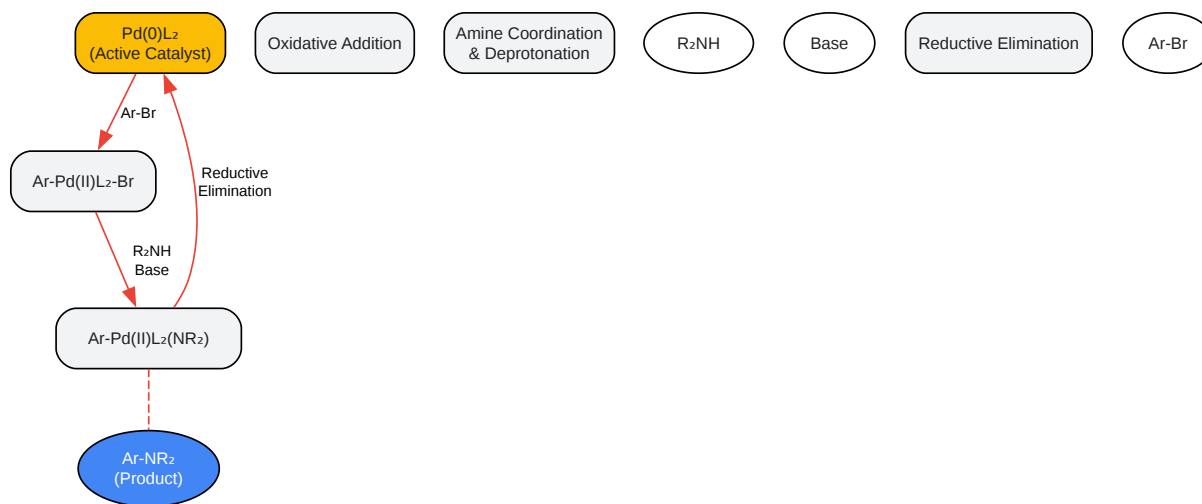 Pd(0)L₂
(Active Catalyst)
Oxidative Addition
Amine Coordination
& Deprotonation
R₂NH
Base
Reductive Elimination
Ar-Br
Ar-Br
Ar-Pd(II)L₂-Br
Reductive
Elimination
R₂NH
Base
Ar-Pd(II)L₂(NR₂)
Ar-NR₂
(Product)